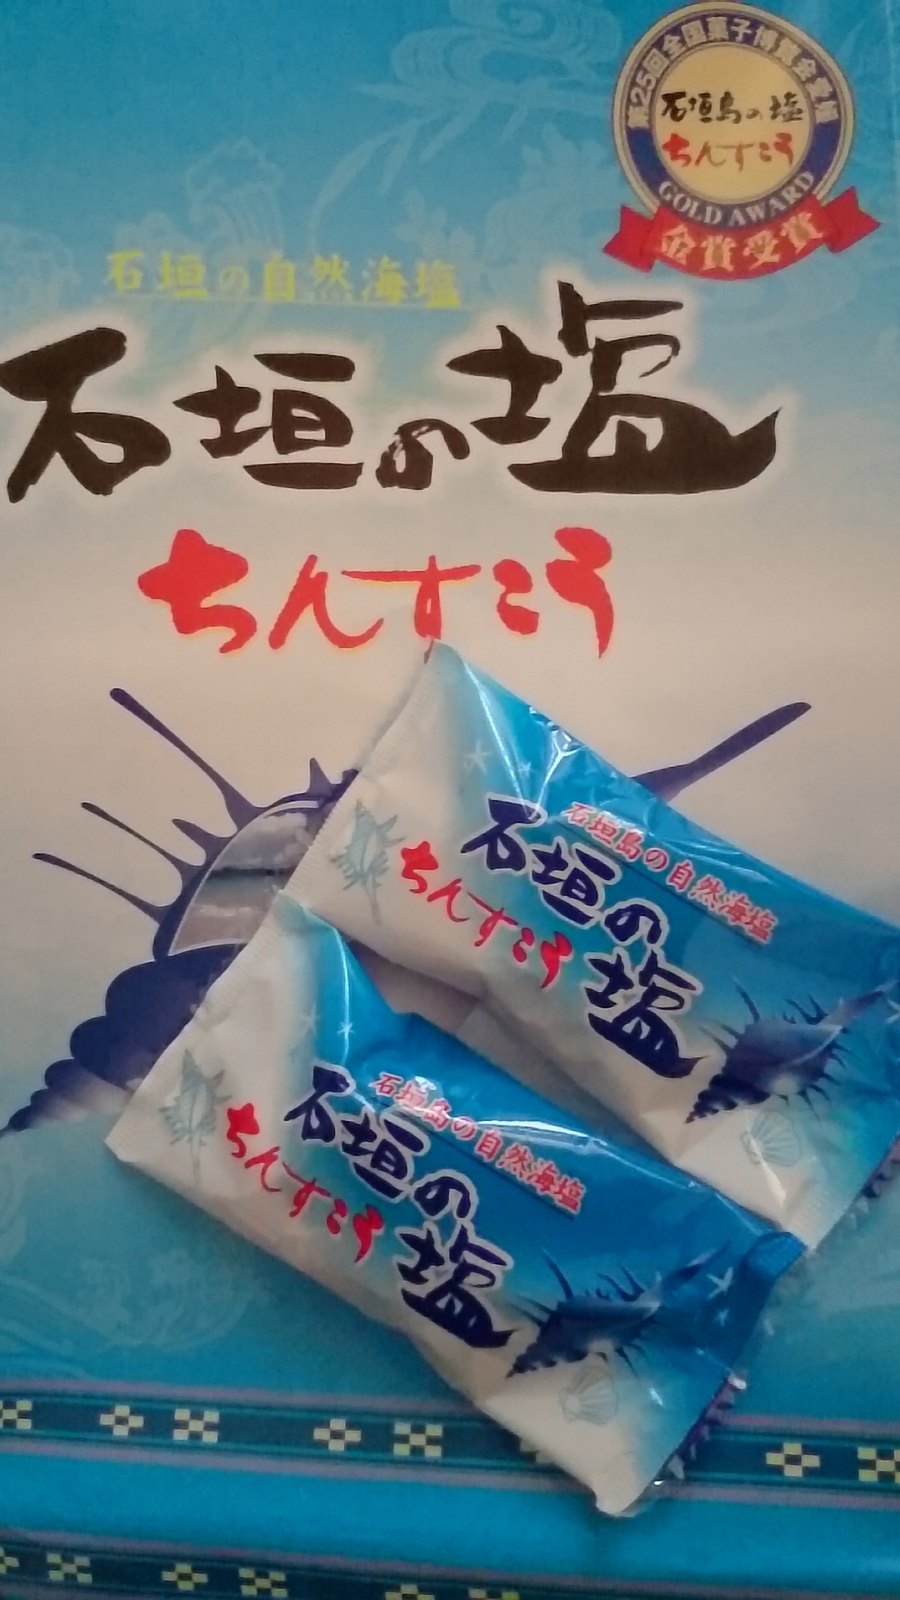 第25回全国菓子博覧会受賞
石垣島の塩
ちんすこう
GOLD AWARD
金賞受賞
石垣の自然海塩
石垣の塩
ちんすこう
石垣島の自然海塩
石垣の塩
ちんすこう
石垣島の自然海塩
石垣の塩
ちんすこう